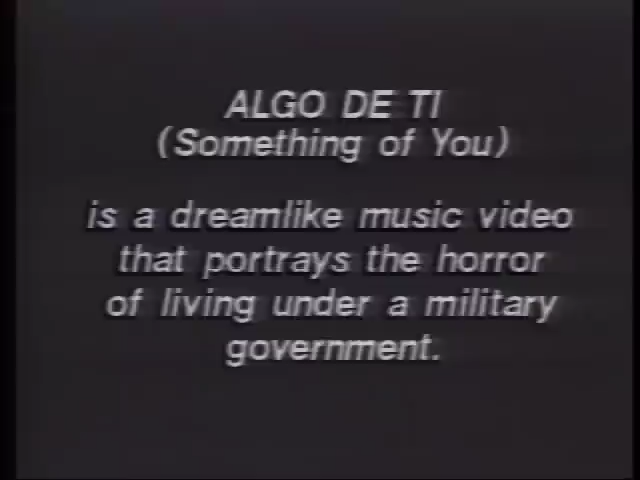 ALGO DE TI
(Something of You)
is a dreamlike music video
that portrays the horror
of living under a military
government.